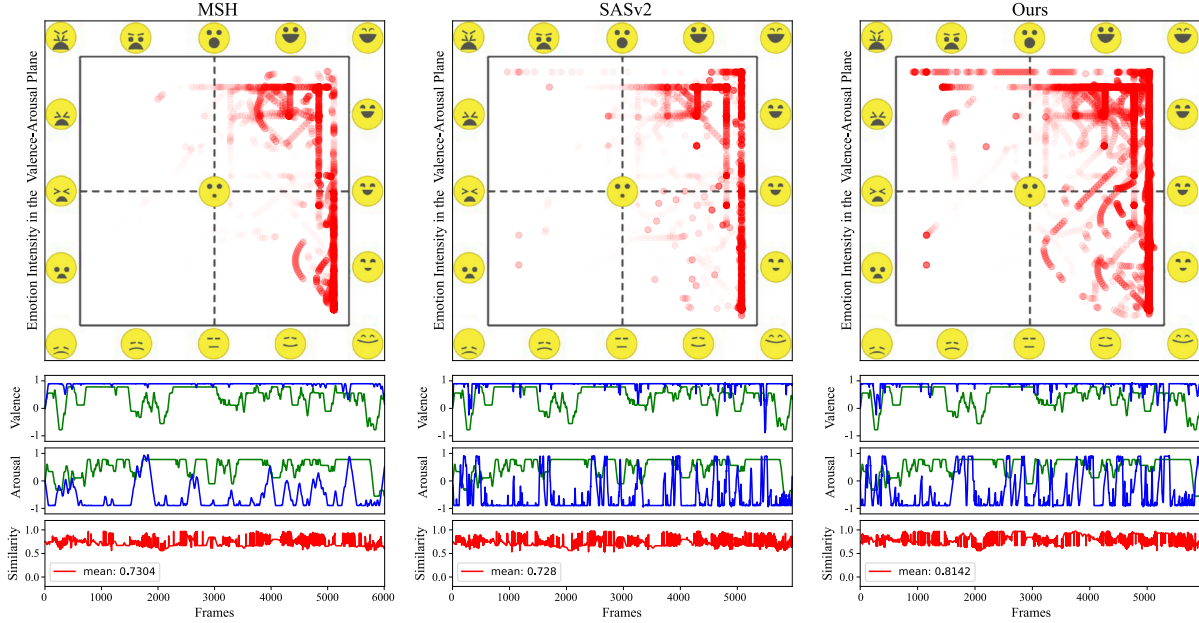 MSH
SASv2
Ours
Emotion Intensity in the Valence-Arousal Plane
Emotion Intensity in the Valence-Arousal Plane
Emotion Intensity in the Valence-Arousal Plane
Valence
1
0
-1
Valence
1
0
-1
Valence
1
0
-1
Arousal
1
0
-1
Arousal
1
0
-1
Arousal
1
0
-1
Similarity
1.0
0.5
0.0
mean: 0.7304
Similarity
1.0
0.5
0.0
mean: 0.728
Similarity
1.0
0.5
0.0
mean: 0.8142
0 1000 2000 3000 4000 5000 6000
0 1000 2000 3000 4000 5000
0 1000 2000 3000 4000 5000
Frames
Frames
Frames